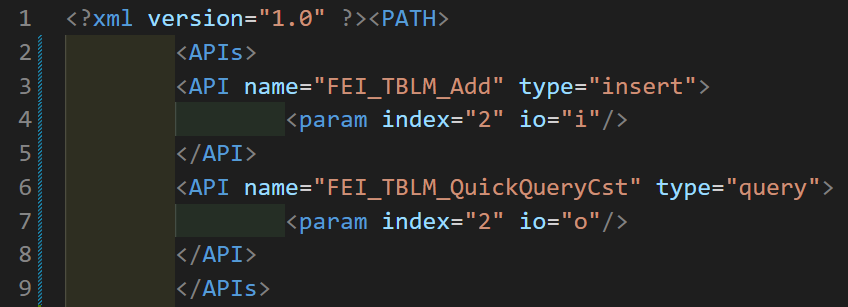 1 <?xml version="1.0" ?><PATH>
2 <APIs>
3 <API name="FEI_TBLM_Add" type="insert">
4 <param index="2" io="i"/>
5 </API>
6 <API name="FEI_TBLM_QuickQueryCst" type="query">
7 <param index="2" io="o"/>
8 </API>
9 </APIs>